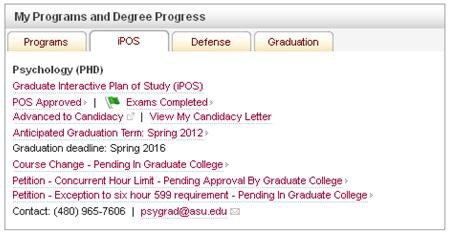 My Programs and Degree Progress
Programs iPOS Defense Graduation
Psychology (PHD)
Graduate Interactive Plan of Study (iPOS)
POS Approved | Exams Completed
Advanced to Candidacy | View My Candidacy Letter
Anticipated Graduation Term: Spring 2012
Graduation deadline: Spring 2016
Course Change - Pending In Graduate College
Petition - Concurrent Hour Limit - Pending Approval By Graduate College
Petition - Exception to six hour 599 requirement - Pending In Graduate College
Contact: (480) 965-7606 | psygrad@asu.edu